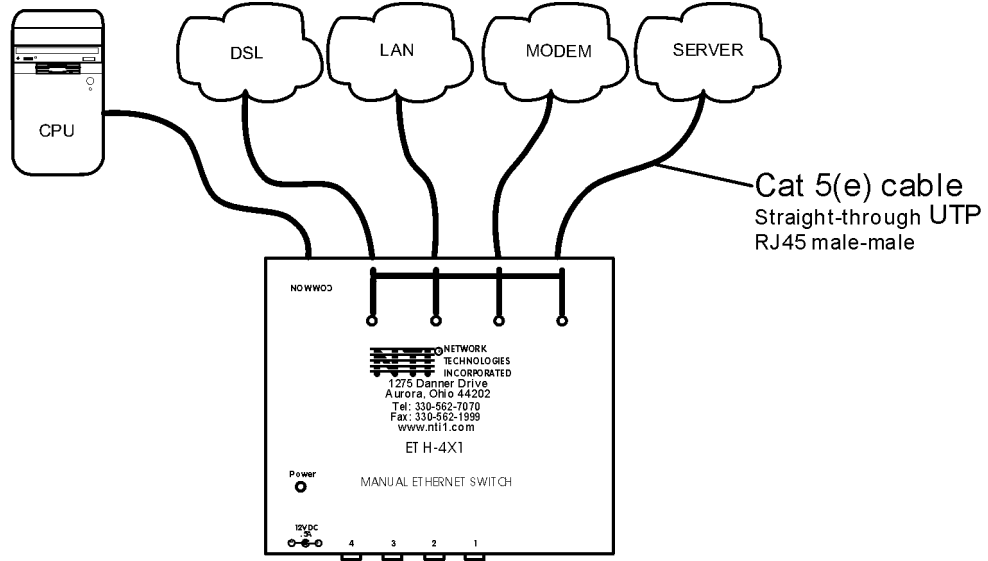 CPU
DSL
LAN
MODEM
SERVER
Cat 5(e) cable
Straight-through UTP
RJ45 male-male
COMMON
NETWORK
TECHNOLOGIES
INCORPORATED
1275 Danner Drive
Aurora, Ohio 44202
Tel: 330-562-7070
Fax: 330-562-1999
www.nti1.com
ETH-4X1
MANUAL ETHERNET SWITCH
Power
12VDC
.5A
4 3 2 1